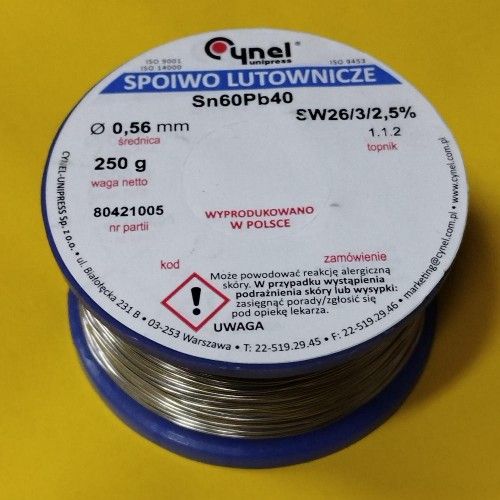 ISO 9001
ISO 14000
Cynel
unipress
ISO 9453
SPOIWO LUTOWNICZE
Sn60Pb40
Ø 0,56 mm
średnica
SW26/3/2,5%
1.1.2
topnik
250 g
waga netto
80421005
nr partii
WYPRODUKOWANO
W POLSCE
kod
zamówienie
Może powodować reakcję alergiczną
skóry. W przypadku wystąpienia
podrażnienia skóry lub wysypki:
zasięgnąć porady/zgłosić się
pod opiekę lekarza.
UWAGA
CYNEL-UNIPRESS Sp. z o.o. • ul. Białołęcka 231 B • 03-253 Warszawa • T: 22-519.29.45 • F: 22-519.29.46 • marketing@cynel.com.pl • www.cynel.com.pl